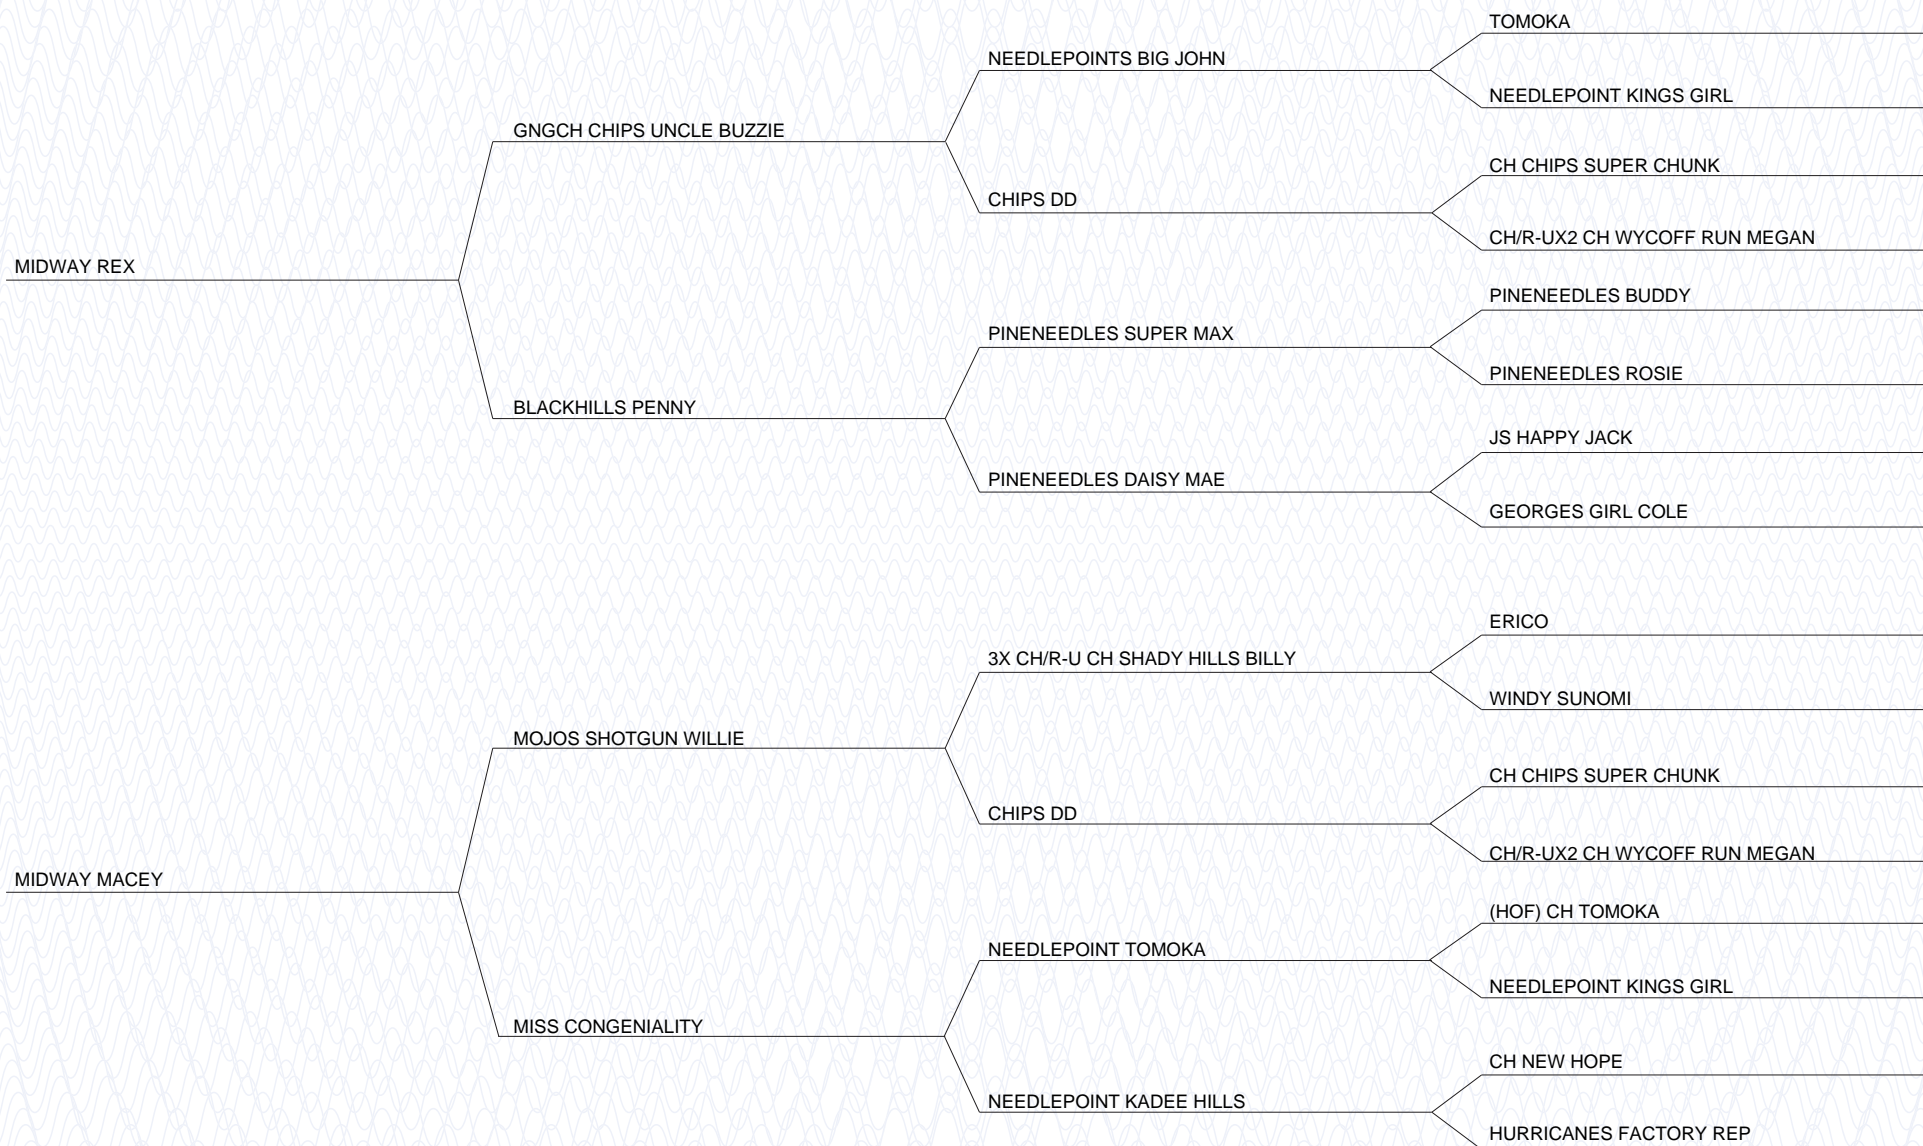 TOMOKA
NEEDLEPOINTS BIG JOHN
NEEDLEPOINT KINGS GIRL
GNGCH CHIPS UNCLE BUZZIE
CH CHIPS SUPER CHUNK
CHIPS DD
CH/R-UX2 CH WYCOFF RUN MEGAN
MIDWAY REX
PINENEEDLES BUDDY
PINENEEDLES SUPER MAX
PINENEEDLES ROSIE
BLACKHILLS PENNY
JS HAPPY JACK
PINENEEDLES DAISY MAE
GEORGES GIRL COLE
ERICO
3X CH/R-U CH SHADY HILLS BILLY
WINDY SUNOMI
MOJOS SHOTGUN WILLIE
CH CHIPS SUPER CHUNK
CHIPS DD
CH/R-UX2 CH WYCOFF RUN MEGAN
MIDWAY MACEY
(HOF) CH TOMOKA
NEEDLEPOINT TOMOKA
NEEDLEPOINT KINGS GIRL
MISS CONGENIALITY
CH NEW HOPE
NEEDLEPOINT KADEE HILLS
HURRICANES FACTORY REP